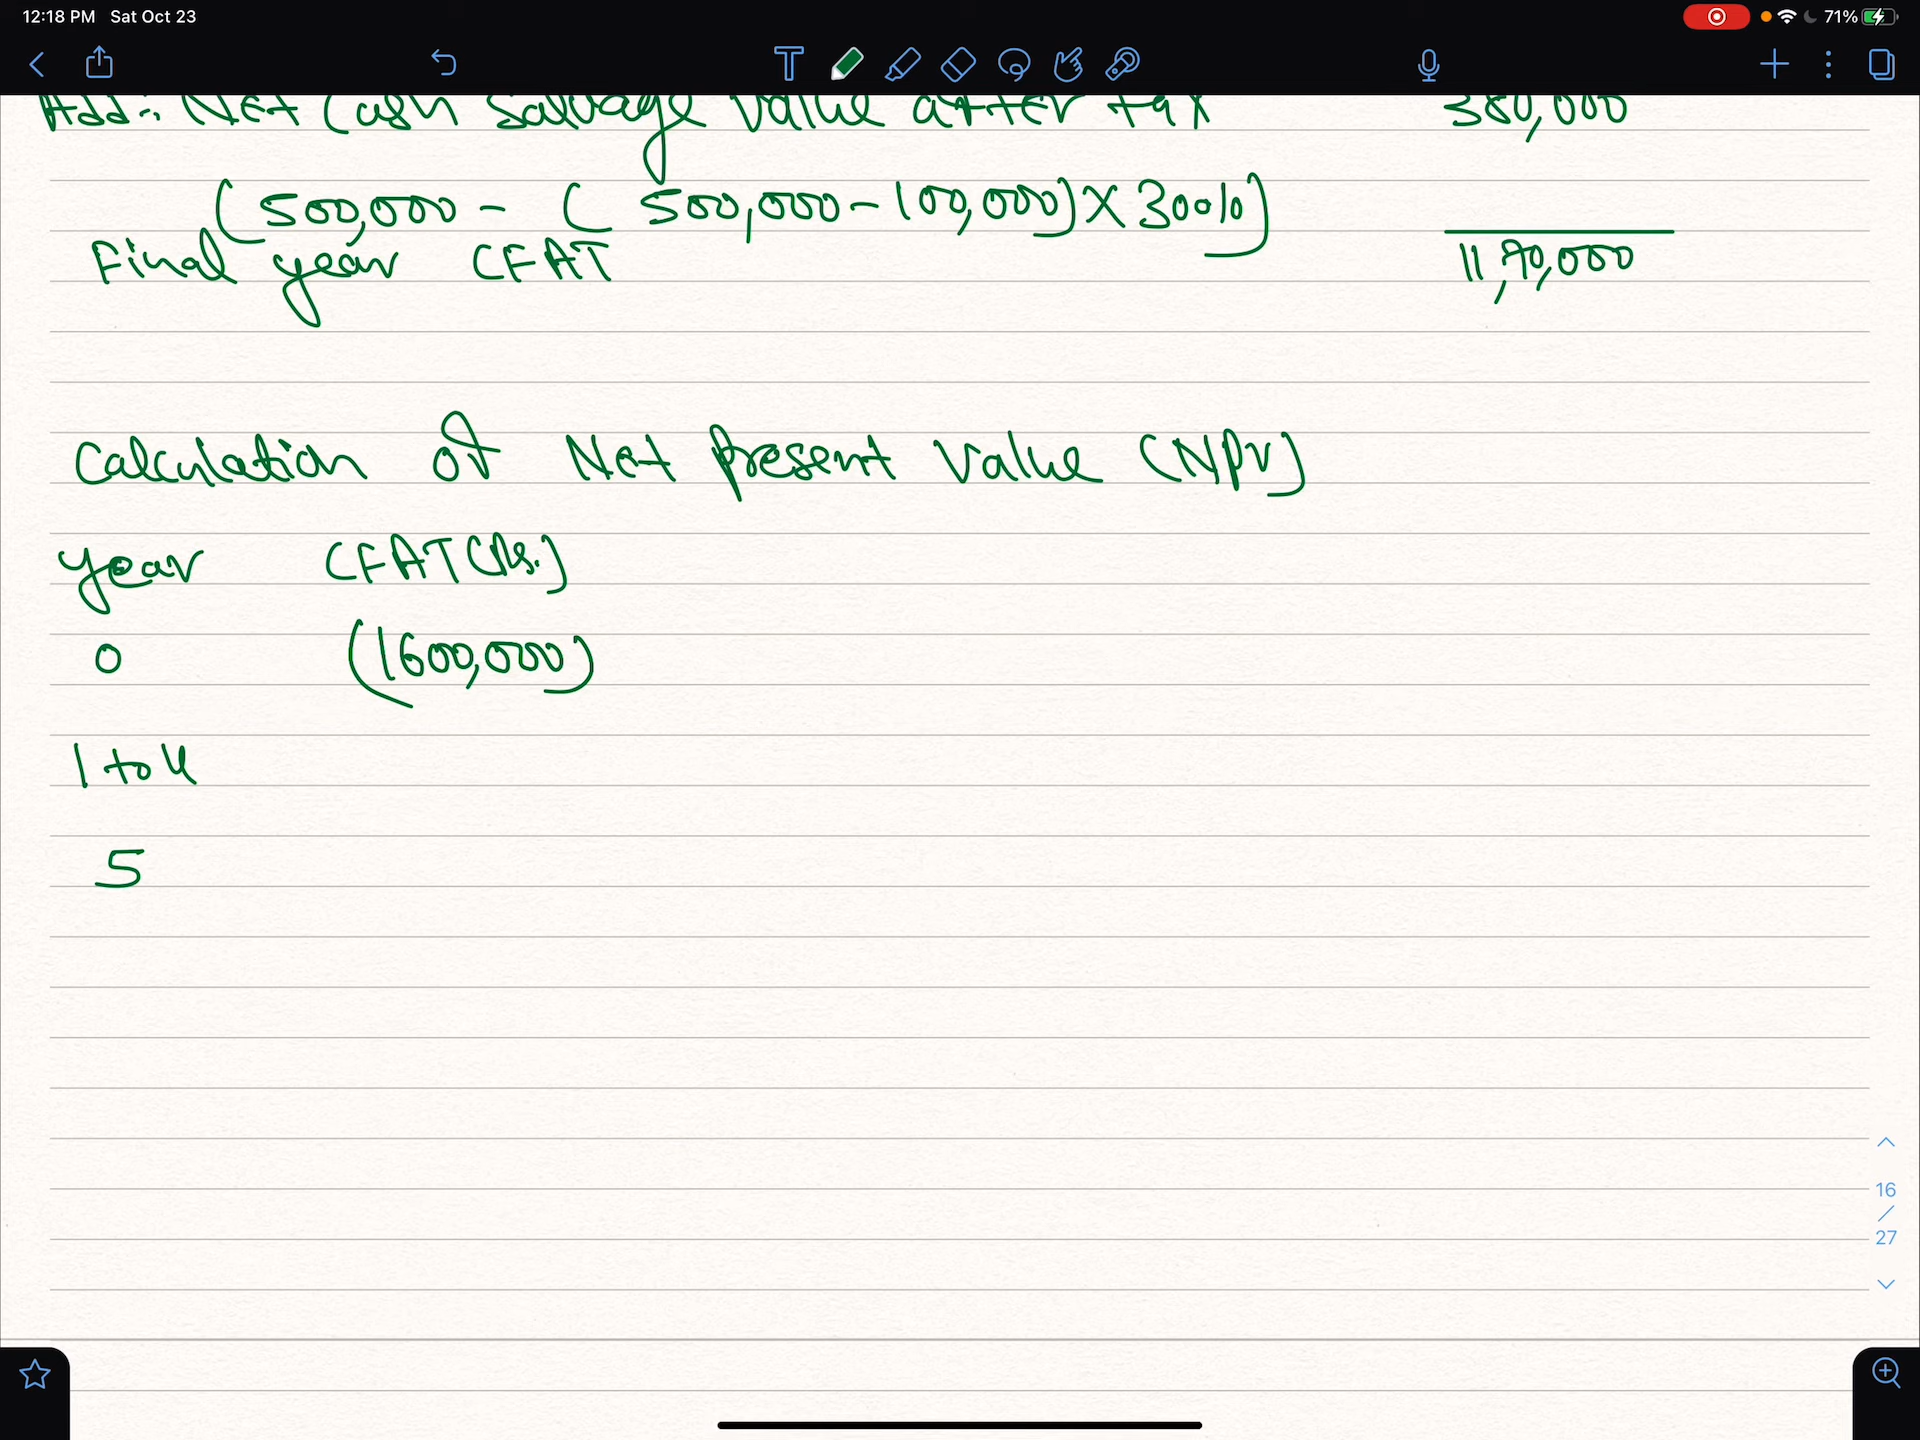 12:18 PM Sat Oct 23 71%
Add:. Net Cash Salvage value after tax 380,000
(500,000 - ( 500,000 - 100,000) X 30%)
Final year CFAT 11,70,000
Calculation of Net present value (NPV)
year CFAT (Rs.)
0 (1600,000)
1 to 4
5
16
/
27